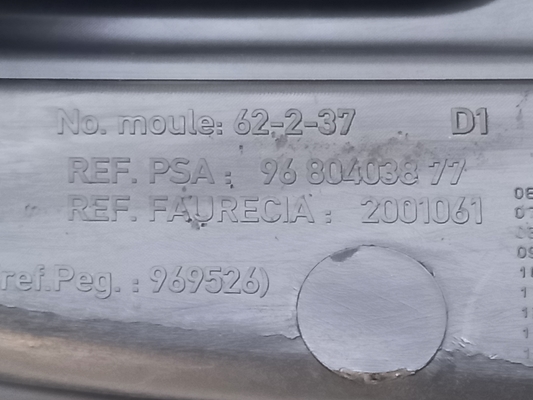 No. moule: 62-2-37 D1
REF. PSA : 96 804038 77
REF. FAURECIA : 2001061
ref.Peg. : 969526)